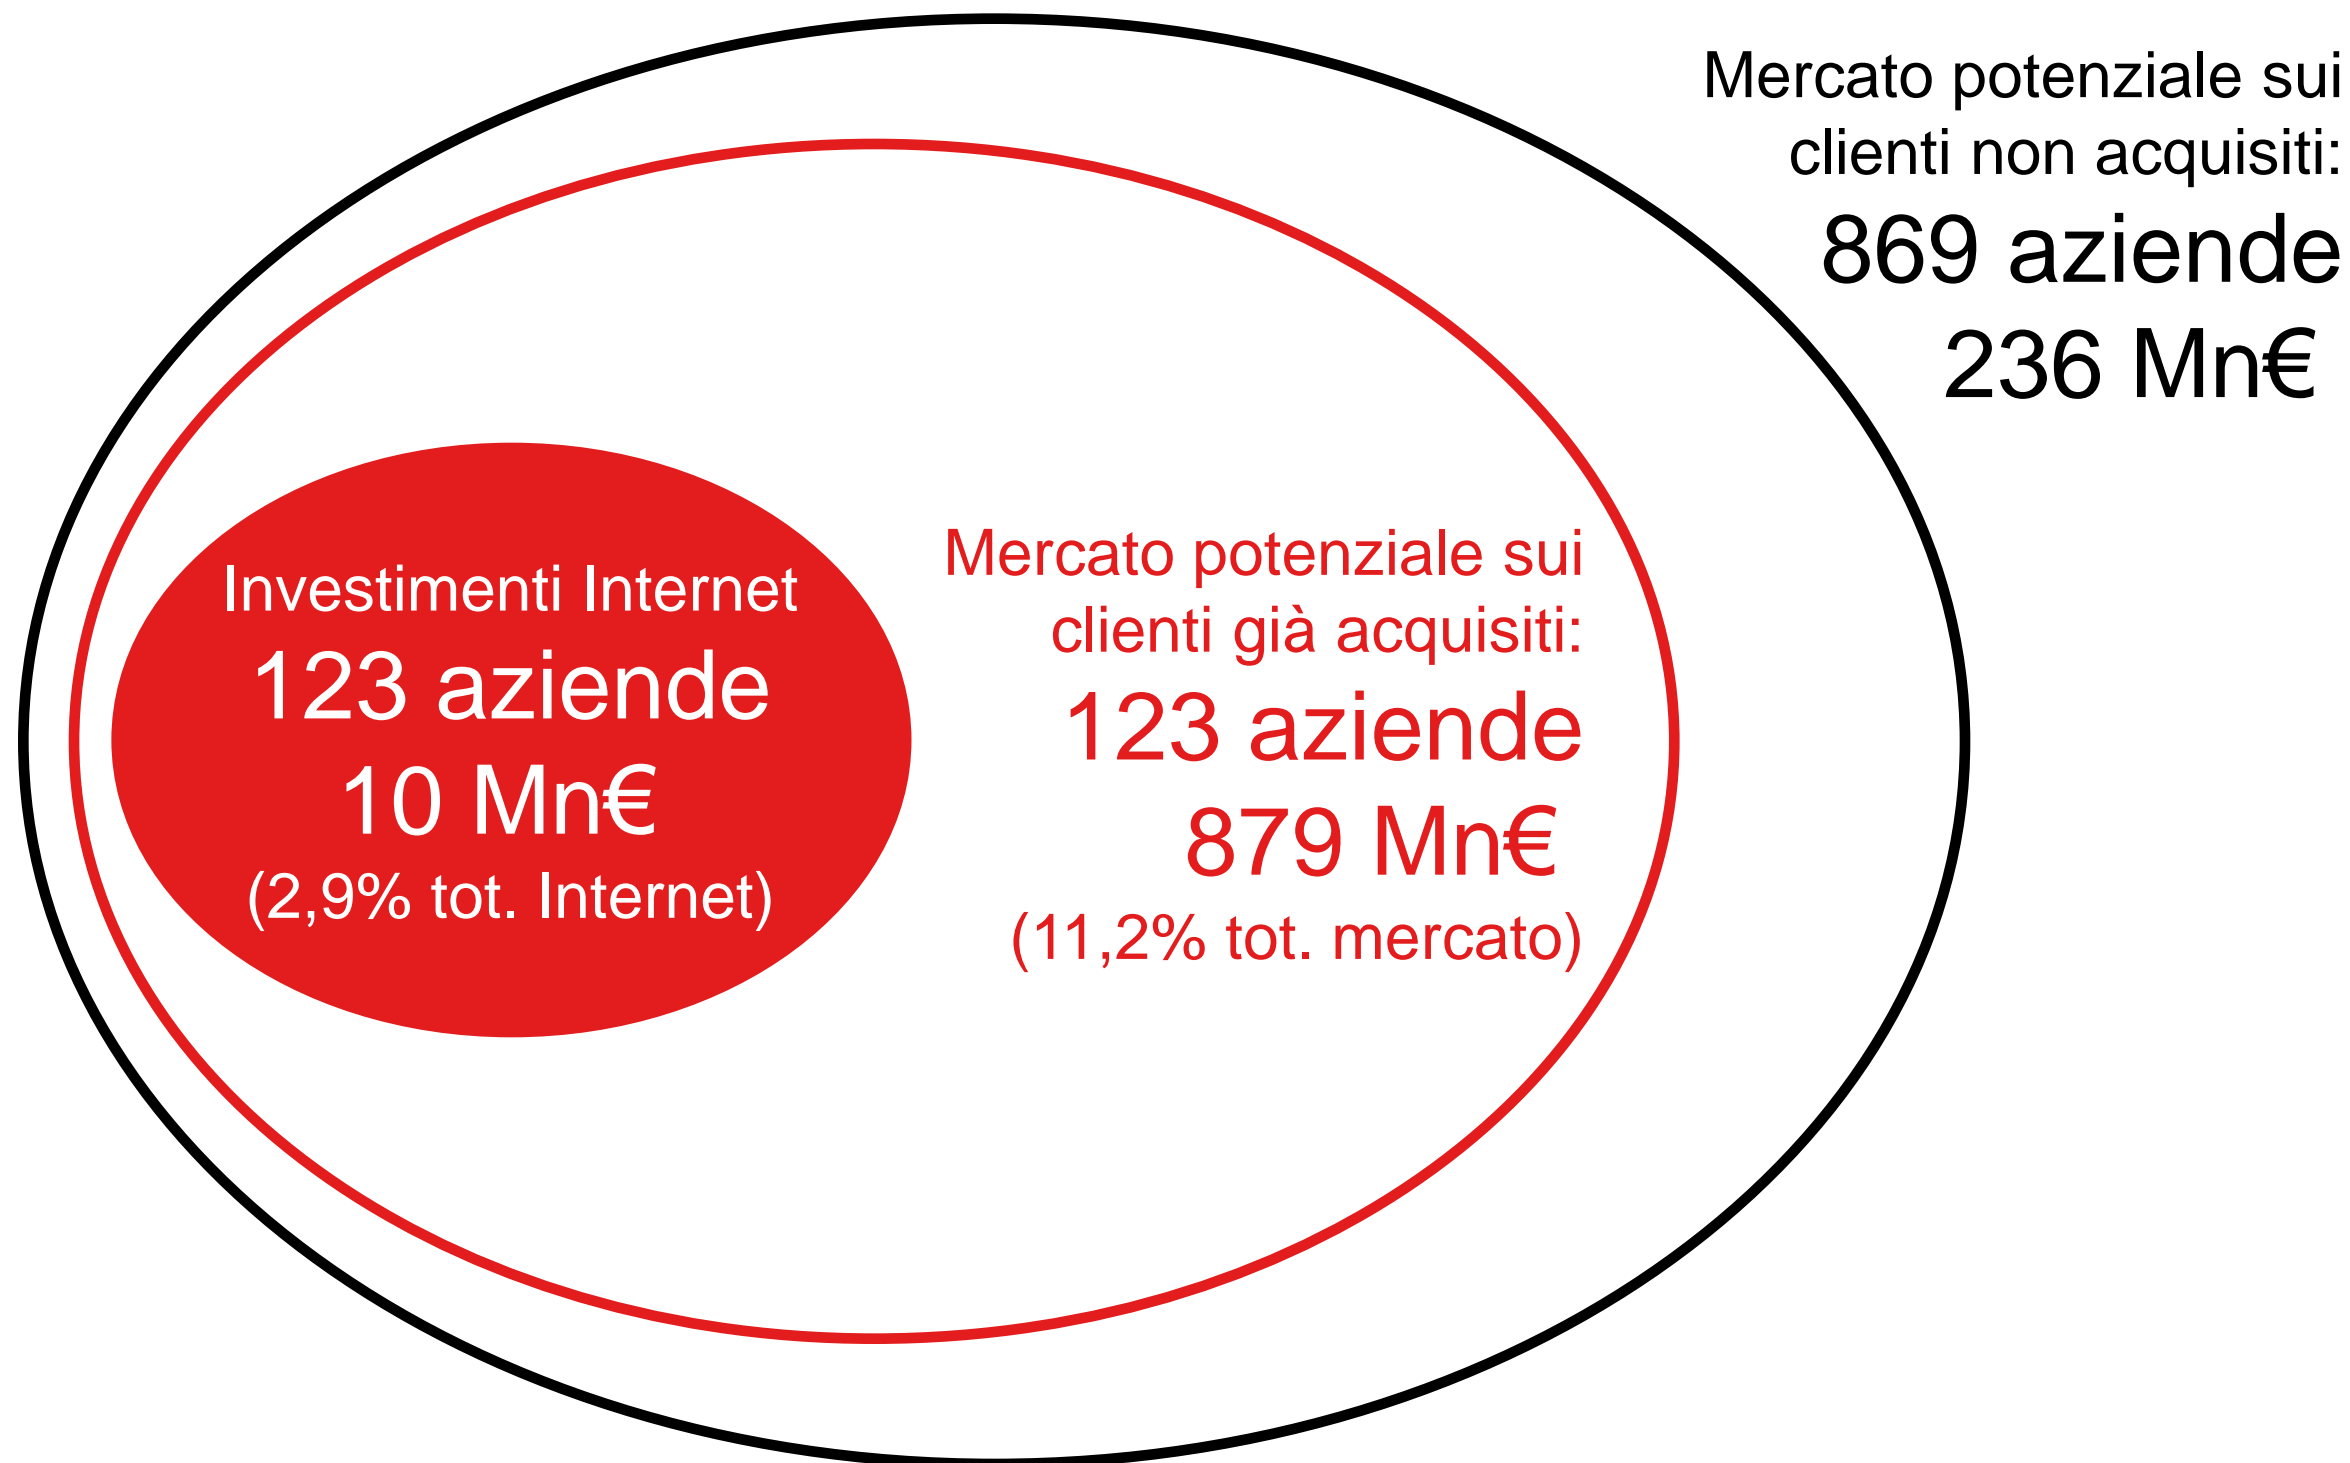 Mercato potenziale sui
clienti non acquisiti:
869 aziende
236 Mn€
Investimenti Internet
123 aziende
10 Mn€
(2,9% tot. Internet)
Mercato potenziale sui
clienti già acquisiti:
123 aziende
879 Mn€
(11,2% tot. mercato)